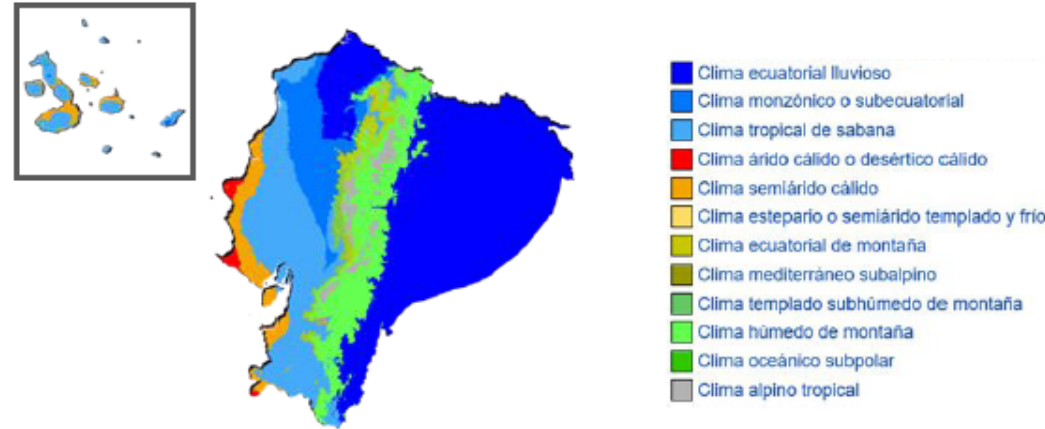 Clima ecuatorial lluvioso
Clima monzónico o subecuatorial
Clima tropical de sabana
Clima árido cálido o desértico cálido
Clima semiárido cálido
Clima estepario o semiárido templado y frío
Clima ecuatorial de montaña
Clima mediterráneo subalpino
Clima templado subhúmedo de montaña
Clima húmedo de montaña
Clima oceánico subpolar
Clima alpino tropical